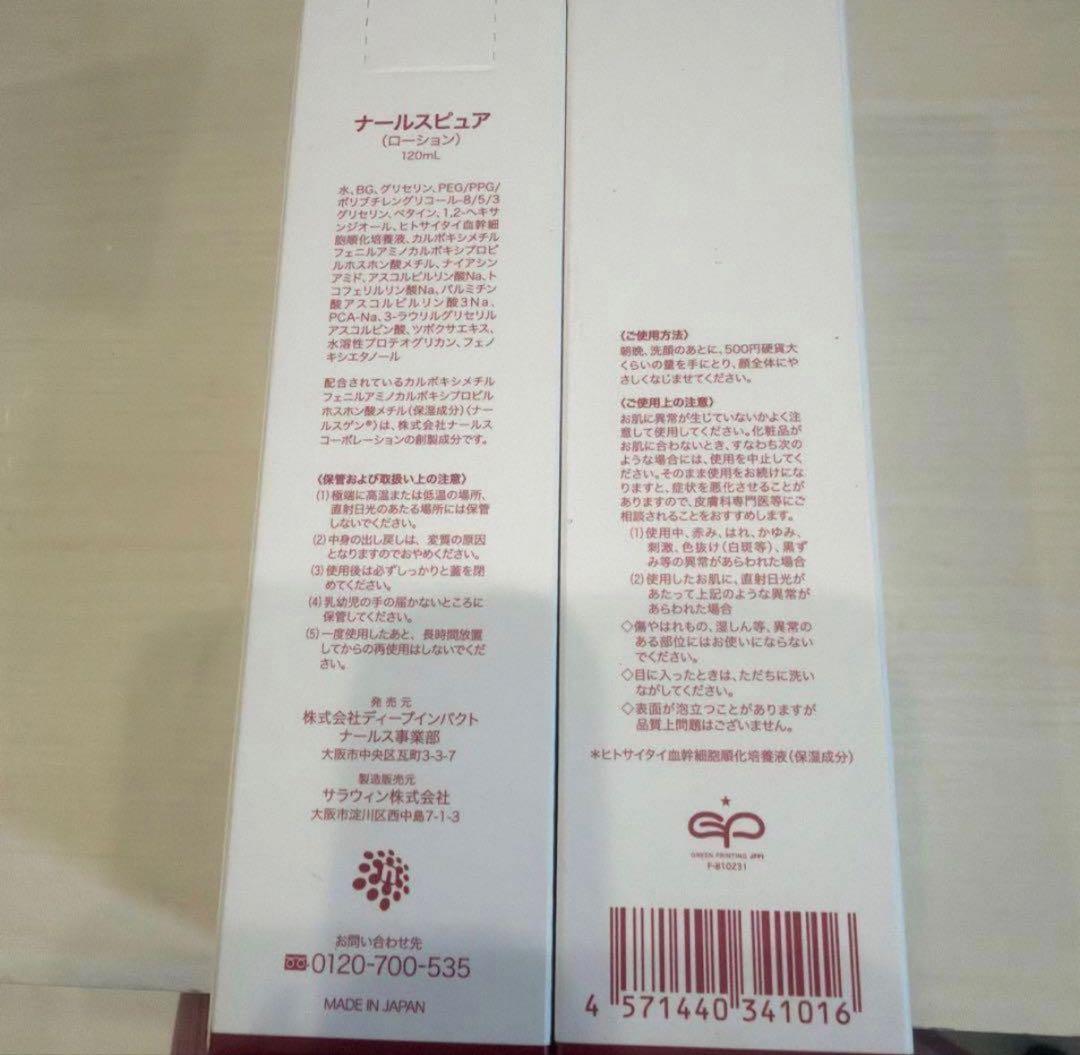 ナールスピュア
(ローション)
120mL
水、BG、グリセリン、PEG/PPG/
ポリブチレングリコール-8/5/3
グリセリン、ベタイン、1,2-ヘキサ
ンジオール、ヒトサイタイ血幹細
胞順化培養液、カルボキシメチル
フェニルアミノカルボキシプロピ
ルホスホン酸メチル、ナイアシン
アミド、アスコルビルリン酸Na、ト
コフェリルリン酸Na、パルミチン
酸アスコルビルリン酸3Na、
PCA-Na、3-ラウリルグリセリル
アスコルビン酸、ツボクサエキス、
水溶性プロテオグリカン、フェノ
キシエタノール
配合されているカルボキシメチル
フェニルアミノカルボキシプロピル
ホスホン酸メチル(保湿成分)〈ナー
ルスゲン®〉は、株式会社ナールス
コーポレーションの創製成分です。
〈保管および取扱い上の注意〉
(1)極端に高温または低温の場所、
直射日光のあたる場所には保管
しないでください。
(2)中身の出し戻しは、変質の原因
となりますのでおやめください。
(3)使用後は必ずしっかりと蓋を閉
めてください。
(4)乳幼児の手の届かないところに
保管してください。
(5)一度使用したあと、長時間放置
してからの再使用はしないでくだ
さい。
発売元
株式会社ディープインパクト
ナールス事業部
大阪市中央区瓦町3-3-7
製造販売元
サラウィン株式会社
大阪市淀川区西中島7-1-3
お問い合わせ先
0120-700-535
MADE IN JAPAN
〈ご使用方法〉
朝晩、洗顔のあとに、500円硬貨大
くらいの量を手にとり、顔全体にや
さしくなじませてください。
〈ご使用上の注意〉
お肌に異常が生じていないかよく注
意して使用してください。化粧品が
お肌に合わないとき、すなわち次の
ような場合には、使用を中止してく
ださい。そのまま使用をお続けにな
りますと、症状を悪化させることが
ありますので、皮膚科専門医等にご
相談されることをおすすめします。
(1)使用中、赤み、はれ、かゆみ、
刺激、色抜け(白斑等)、黒ず
み等の異常があらわれた場合
(2)使用したお肌に、直射日光が
あたって上記のような異常が
あらわれた場合
◇傷やはれもの、湿しん等、異常の
ある部位にはお使いにならない
でください。
◇目に入ったときは、ただちに洗い
ながしてください。
◇表面が泡立つことがありますが
品質上問題はございません。
*ヒトサイタイ血幹細胞順化培養液(保湿成分)
GP
GREEN PRINTING JFPI
F-B10231
4 571440 341016